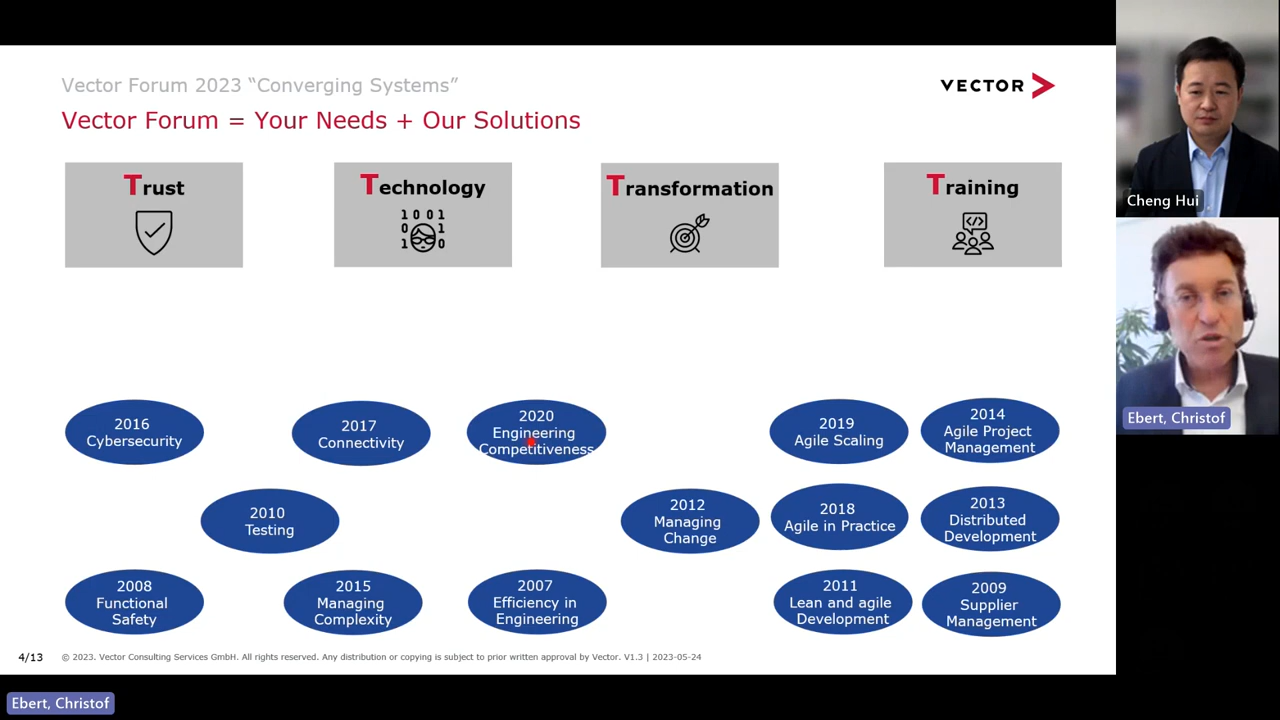 Vector Forum 2023 “Converging Systems”
VECTOR
Vector Forum = Your Needs + Our Solutions
Trust
Technology
1001
0
1
1
0
Transformation
Training
</>
2016
Cybersecurity
2017
Connectivity
2020
Engineering
Competitiveness
2019
Agile Scaling
2014
Agile Project
Management
2010
Testing
2012
Managing
Change
2018
Agile in Practice
2013
Distributed
Development
2008
Functional
Safety
2015
Managing
Complexity
2007
Efficiency in
Engineering
2011
Lean and agile
Development
2009
Supplier
Management
4/13
© 2023. Vector Consulting Services GmbH. All rights reserved. Any distribution or copying is subject to prior written approval by Vector. V1.3 | 2023-05-24
Cheng Hui
Ebert, Christof
Ebert, Christof